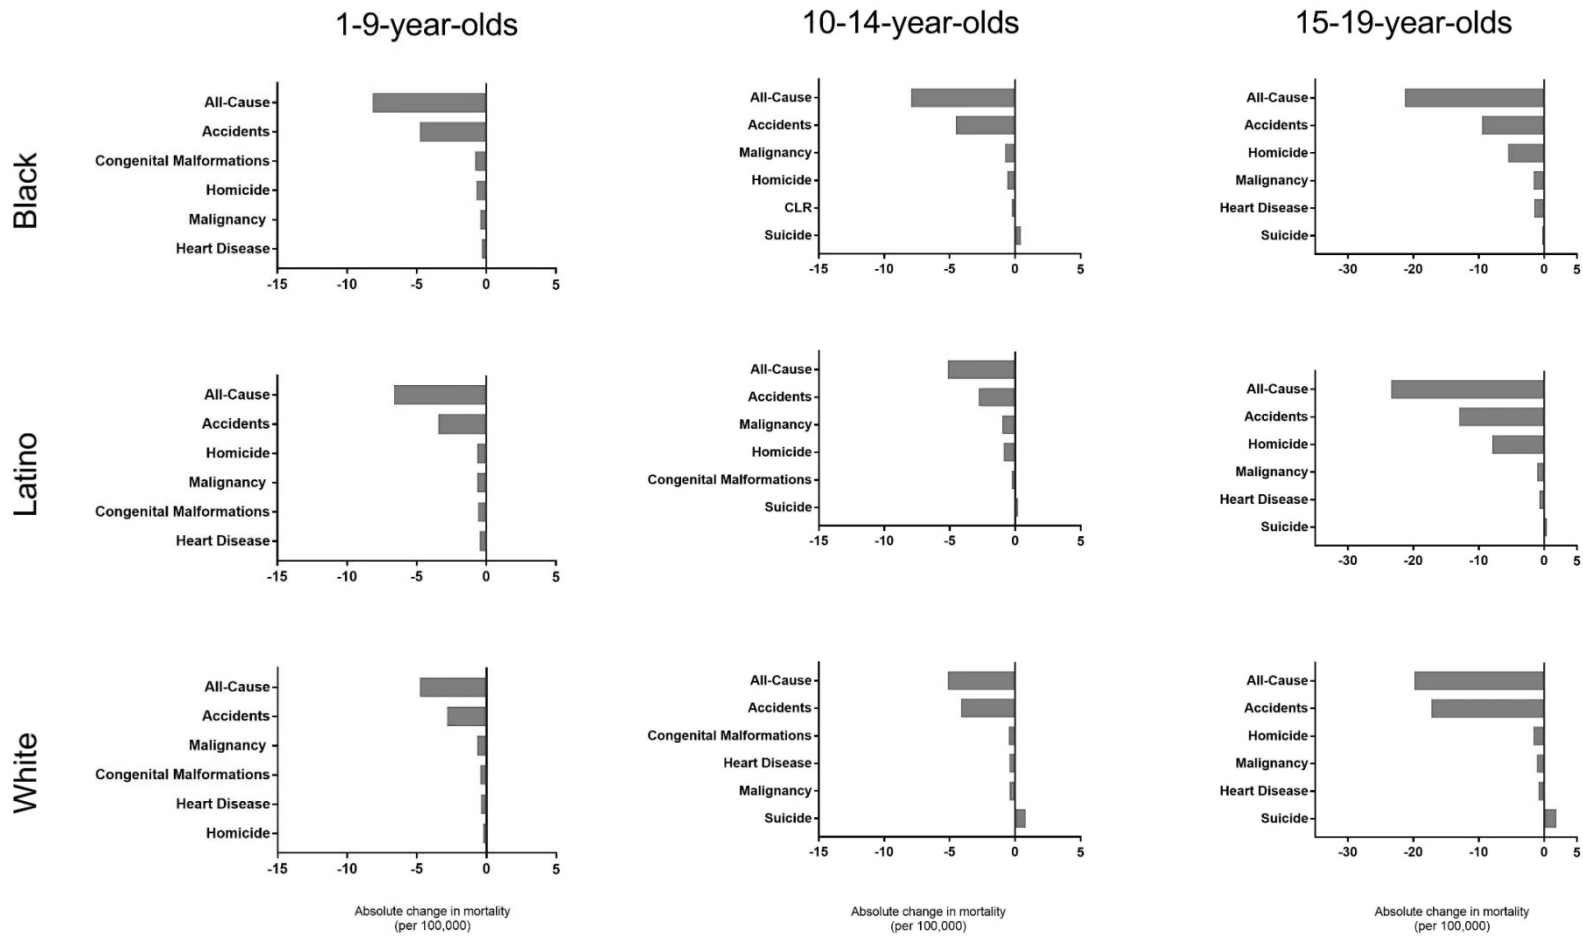 1-9-year-olds
10-14-year-olds
15-19-year-olds
Black
All-Cause
Accidents
Congenital Malformations
Homicide
Malignancy
Heart Disease
-15 -10 -5 0 5
All-Cause
Accidents
Malignancy
Homicide
CLR
Suicide
-15 -10 -5 0 5
All-Cause
Accidents
Homicide
Malignancy
Heart Disease
Suicide
-30 -20 -10 0 5
Latino
All-Cause
Accidents
Homicide
Malignancy
Congenital Malformations
Heart Disease
-15 -10 -5 0 5
All-Cause
Accidents
Malignancy
Homicide
Congenital Malformations
Suicide
-15 -10 -5 0 5
All-Cause
Accidents
Homicide
Malignancy
Heart Disease
Suicide
-30 -20 -10 0 5
White
All-Cause
Accidents
Malignancy
Congenital Malformations
Heart Disease
Homicide
-15 -10 -5 0 5
Absolute change in mortality
(per 100,000)
All-Cause
Accidents
Congenital Malformations
Heart Disease
Malignancy
Suicide
-15 -10 -5 0 5
Absolute change in mortality
(per 100,000)
All-Cause
Accidents
Homicide
Malignancy
Heart Disease
Suicide
-30 -20 -10 0 5
Absolute change in mortality
(per 100,000)